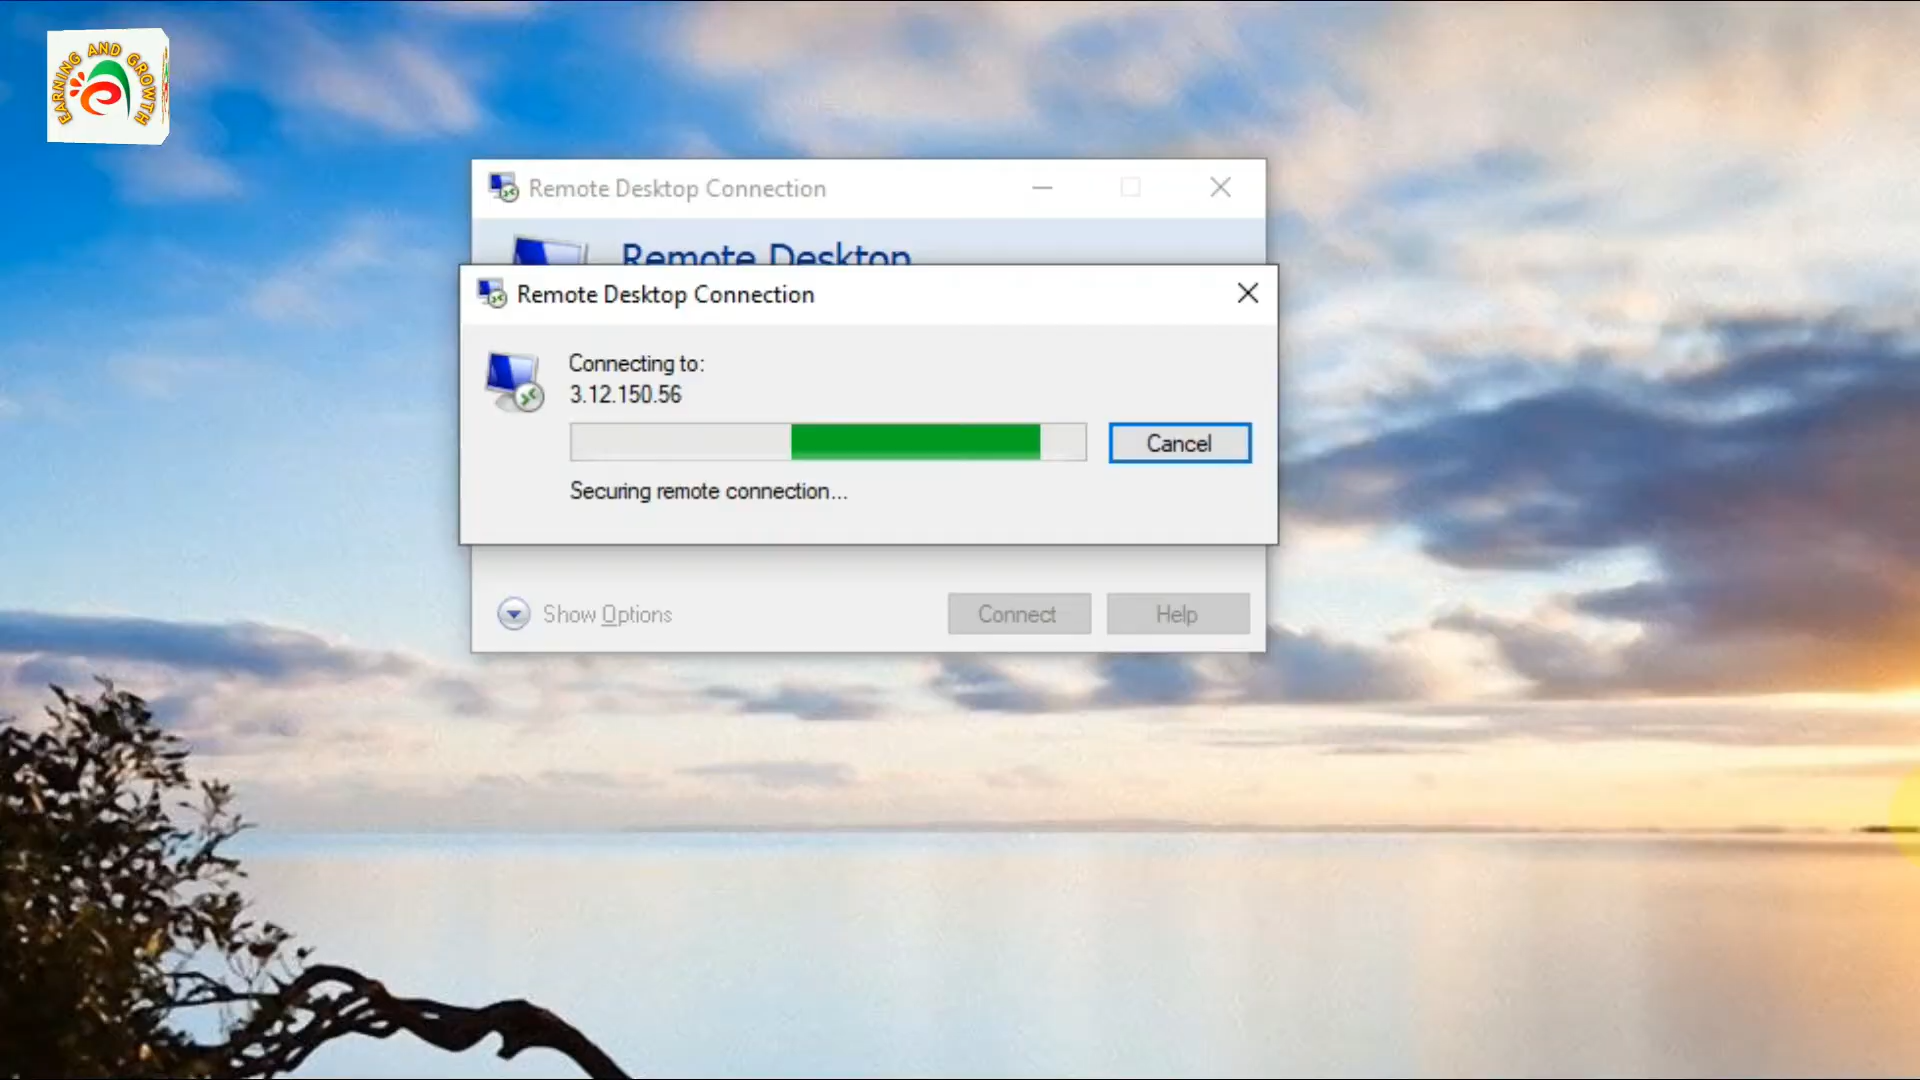 EARNING AND GROWTH
Remote Desktop Connection
Remote Desktop
Remote Desktop Connection
Connecting to:
3.12.150.56
Cancel
Securing remote connection...
Show Options
Connect
Help